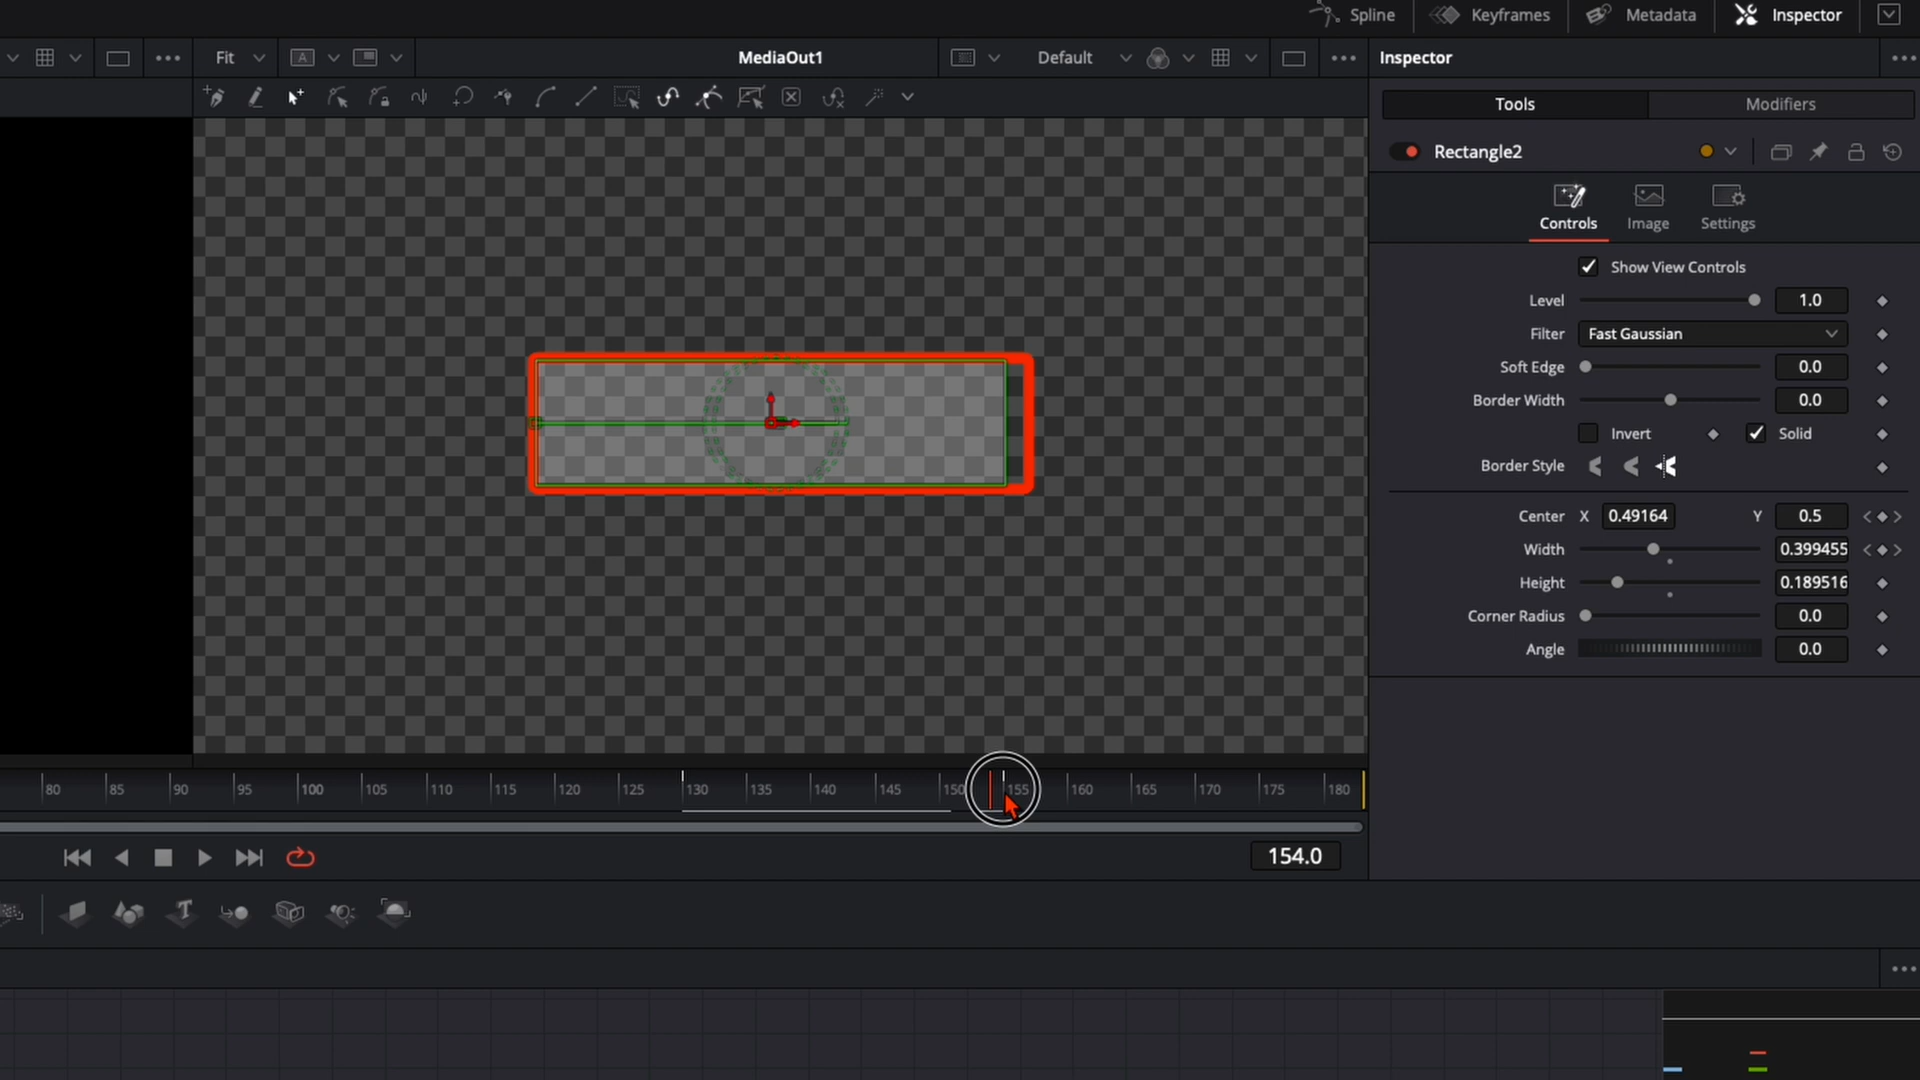 Spline Keyframes Metadata Inspector
Fit A MediaOut1 Default Inspector
Tools Modifiers
Rectangle2
Controls Image Settings
Show View Controls
Level 1.0
Filter Fast Gaussian
Soft Edge 0.0
Border Width 0.0
Invert Solid
Border Style
Center X 0.49164 Y 0.5
Width 0.399455
Height 0.189516
Corner Radius 0.0
Angle 0.0
80 85 90 95 100 105 110 115 120 125 130 135 140 145 150 155 160 165 170 175 180
154.0